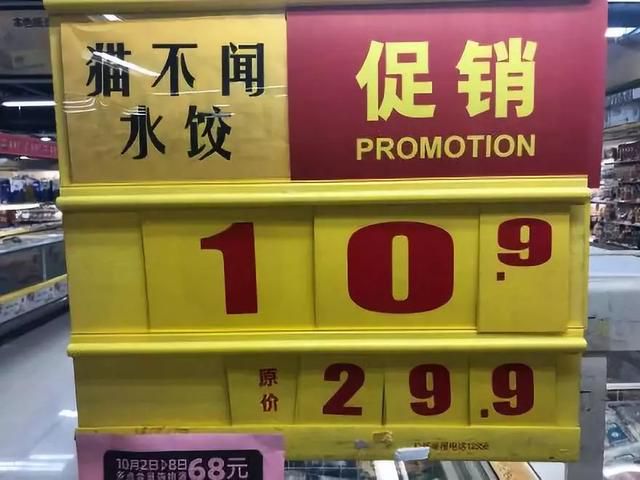 猫不闻
水饺
促销
PROMOTION
10.9
原价
29.9
10月2日 8日
68元